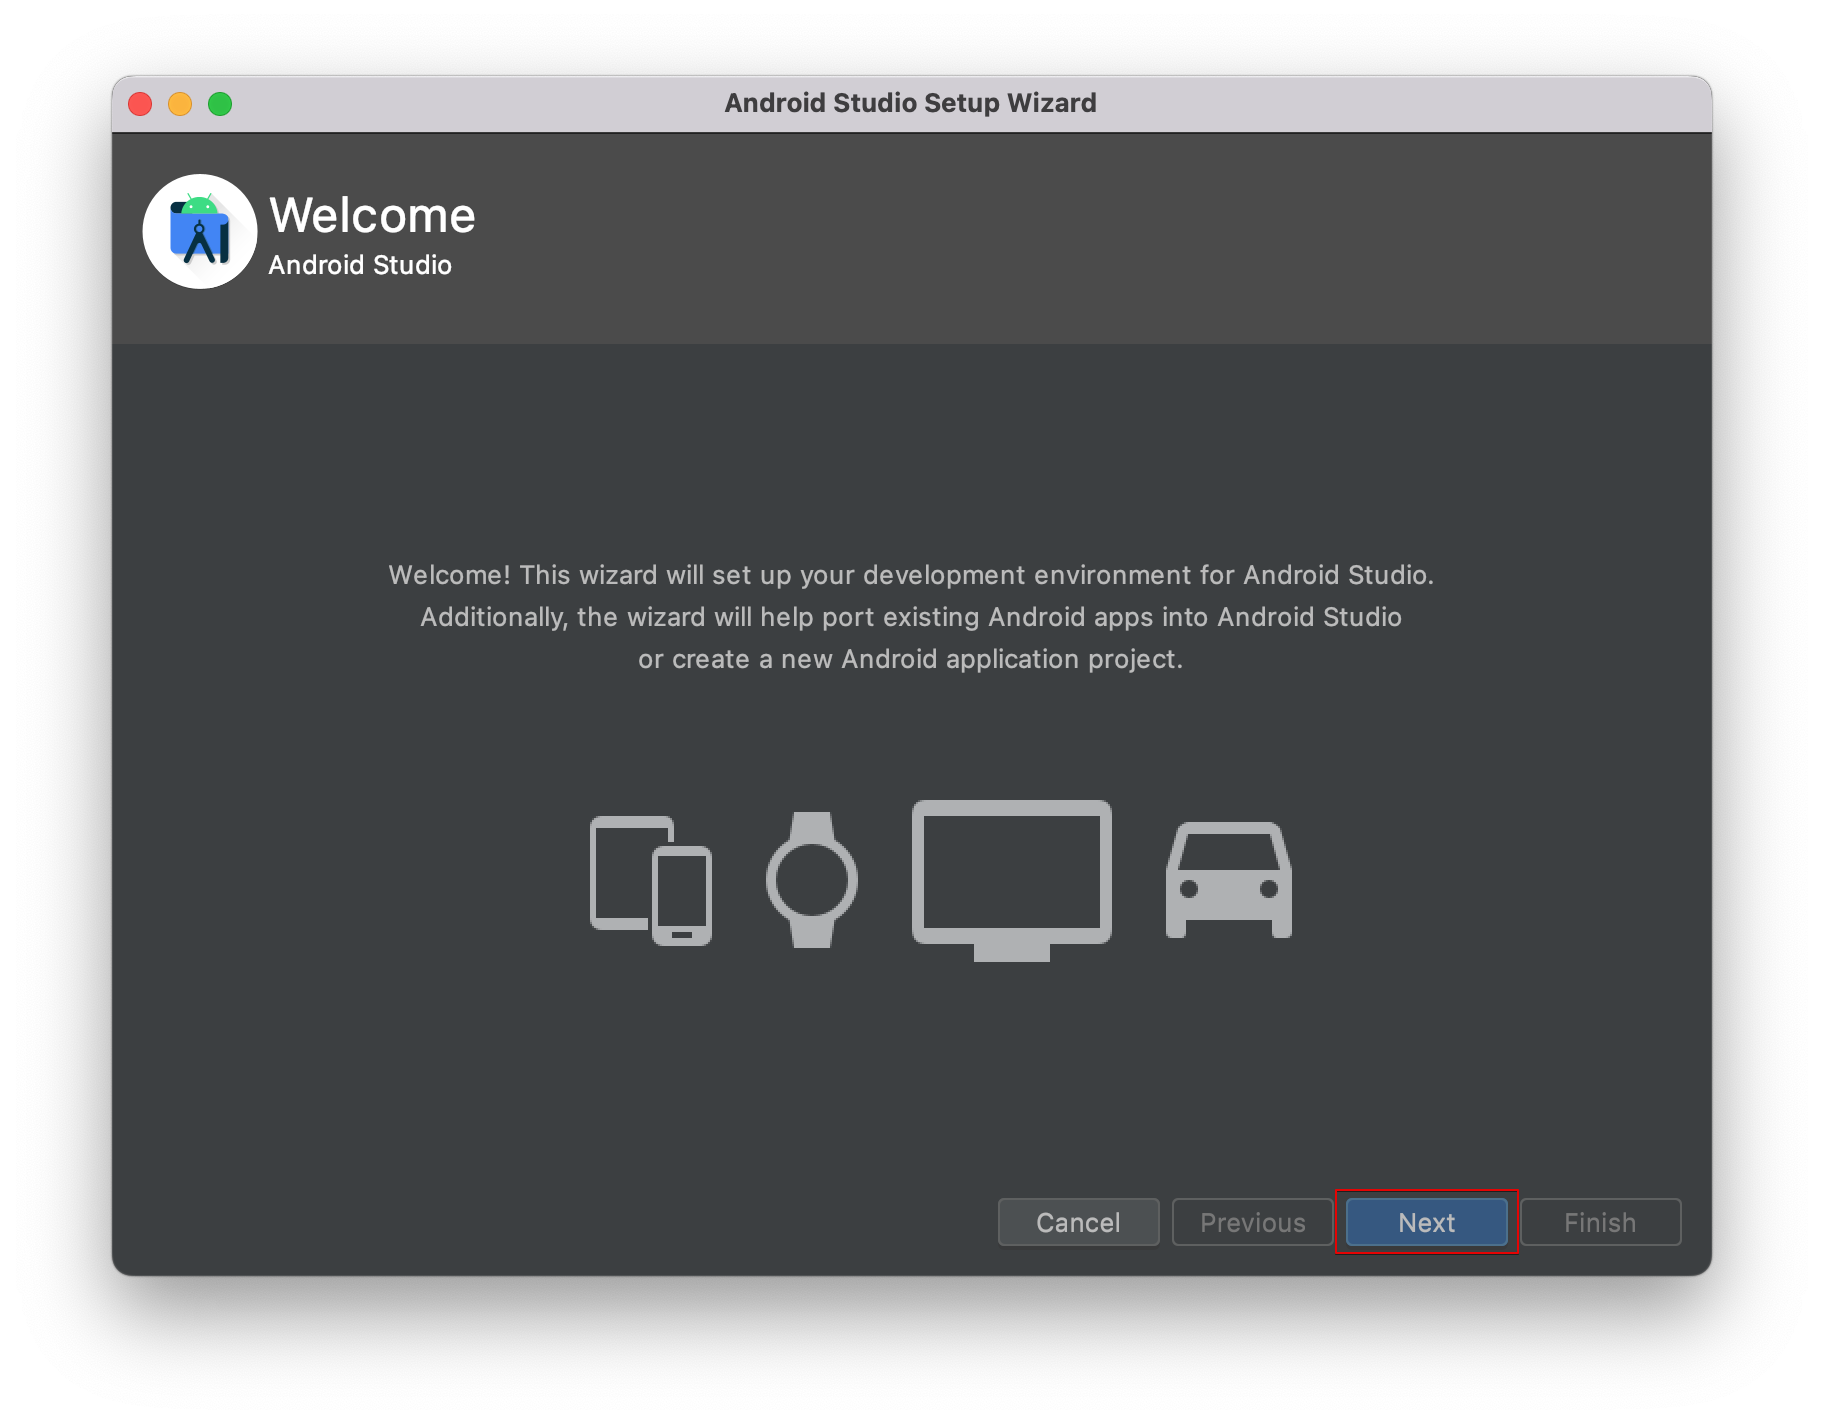 Android Studio Setup Wizard
Welcome
Android Studio
Welcome! This wizard will set up your development environment for Android Studio.
Additionally, the wizard will help port existing Android apps into Android Studio
or create a new Android application project.
Cancel
Previous
Next
Finish